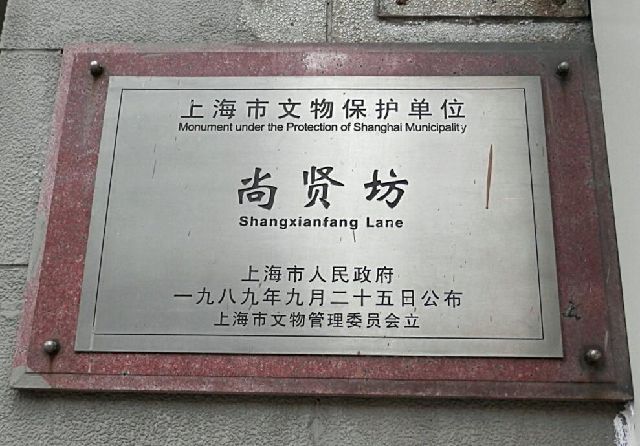 上海市文物保护单位
Monument under the Protection of Shanghai Municipality
尚贤坊
Shangxianfang Lane
上海市人民政府
一九八九年九月二十五日公布
上海市文物管理委员会立